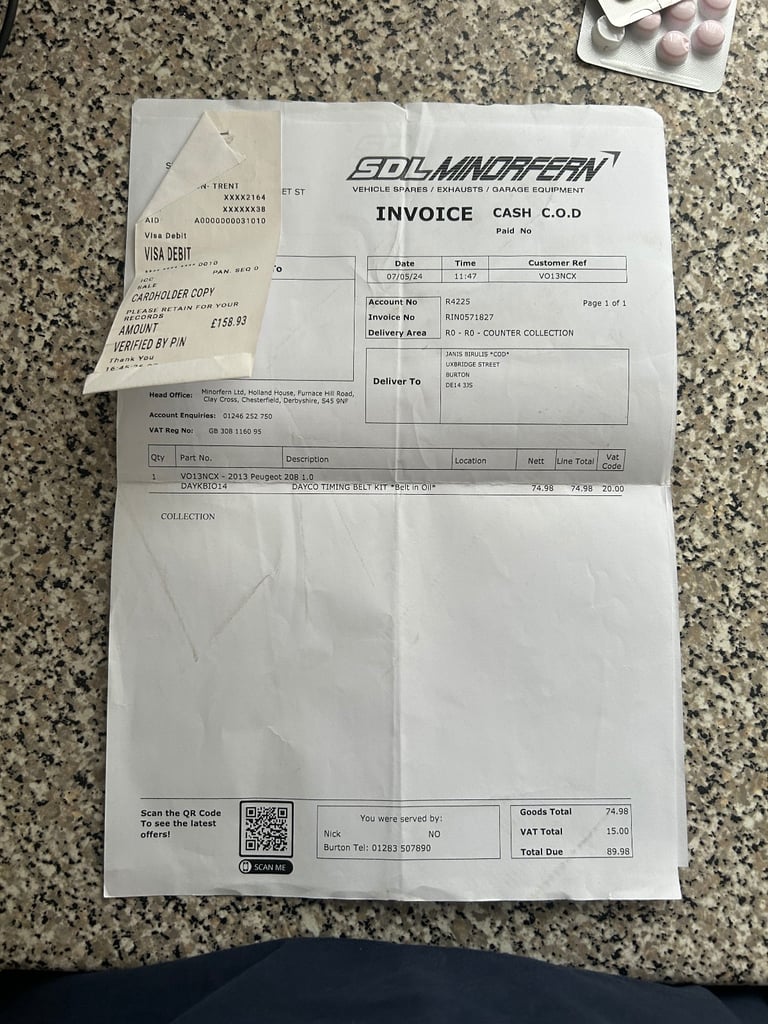 SDL MINORFERN
VEHICLE SPARES / EXHAUSTS / GARAGE EQUIPMENT
INVOICE CASH C.O.D
Paid No
ET ST
N- TRENT
XXXX2164
XXXXXX38
AID A0000000031010
Visa Debit
VISA DEBIT
**** **** **** 0010
PAN. SEQ 0
ICC
SALE
CARDHOLDER COPY
PLEASE RETAIN FOR YOUR
RECORDS
AMOUNT £158.93
VERIFIED BY PIN
Thank You
To
Date Time Customer Ref
07/05/24 11:47 VO13NCX
Account No R4225 Page 1 of 1
Invoice No RIN0571827
Delivery Area R0 - R0 - COUNTER COLLECTION
Deliver To
JANIS BIRULIS *COD*
UXBRIDGE STREET
BURTON
DE14 3JS
Head Office: Minorfern Ltd, Holland House, Furnace Hill Road,
Clay Cross, Chesterfield, Derbyshire, S45 9NF
Account Enquiries: 01246 252 750
VAT Reg No: GB 308 1160 95
Qty Part No. Description Location Nett Line Total Vat Code
1 VO13NCX - 2013 Peugeot 208 1.0
DAYKBIO14 DAYCO TIMING BELT KIT *Belt in Oil* 74.98 74.98 20.00
COLLECTION
Scan the QR Code
To see the latest
offers!
SCAN ME
You were served by:
Nick NO
Burton Tel: 01283 507890
Goods Total 74.98
VAT Total 15.00
Total Due 89.98